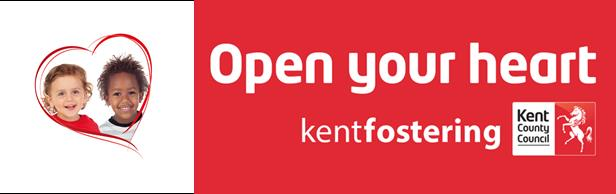 Open your heart
kentfostering
Kent
County
Council